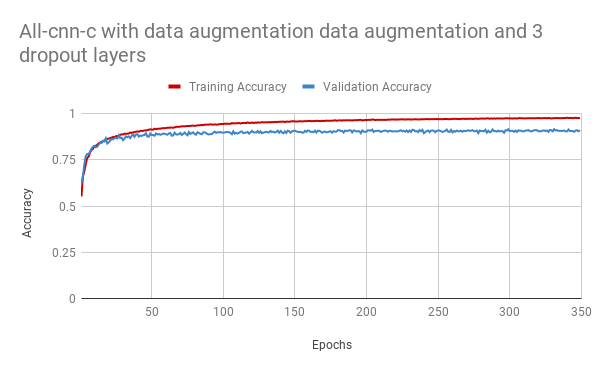 All-cnn-c with data augmentation data augmentation and 3
dropout layers
Training Accuracy
Validation Accuracy
1
0.75
0.5
0.25
0
Accuracy
50
100
150
200
250
300
350
Epochs